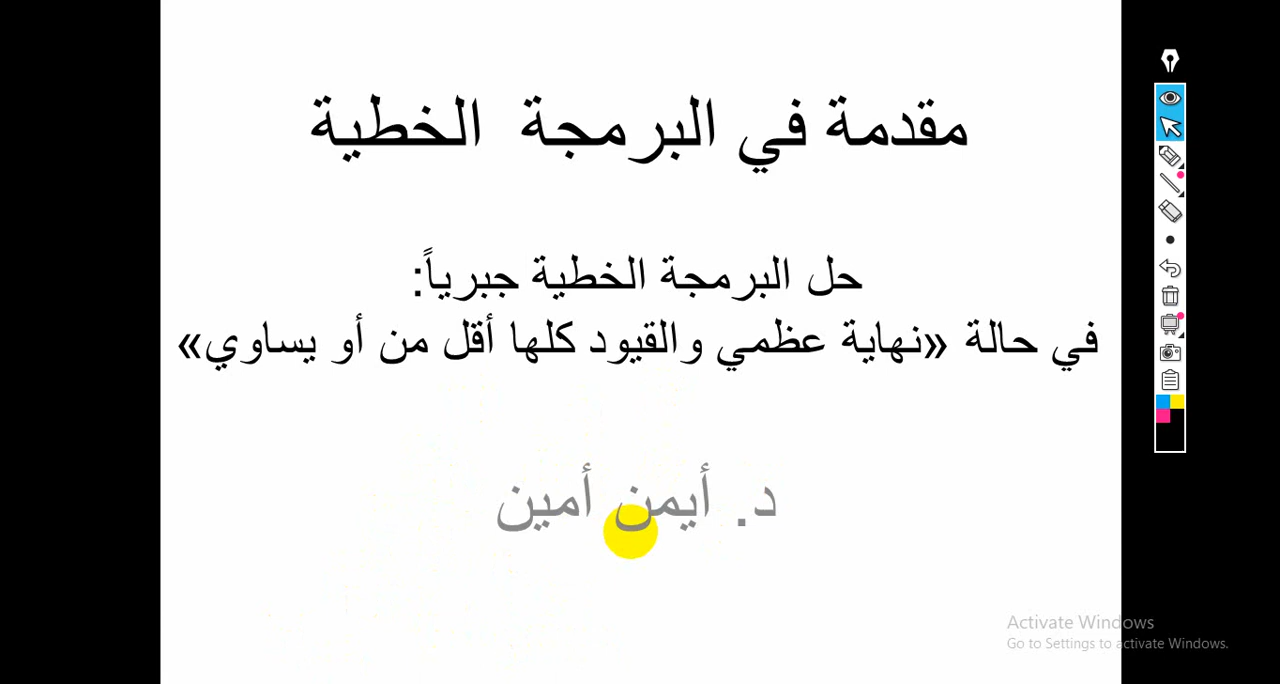 مقدمة في البرمجة الخطية
حل البرمجة الخطية جبرياً:
في حالة «نهاية عظمي والقيود كلها أقل من أو يساوي»
د. أيمن أمين
Activate Windows
Go to Settings to activate Windows.